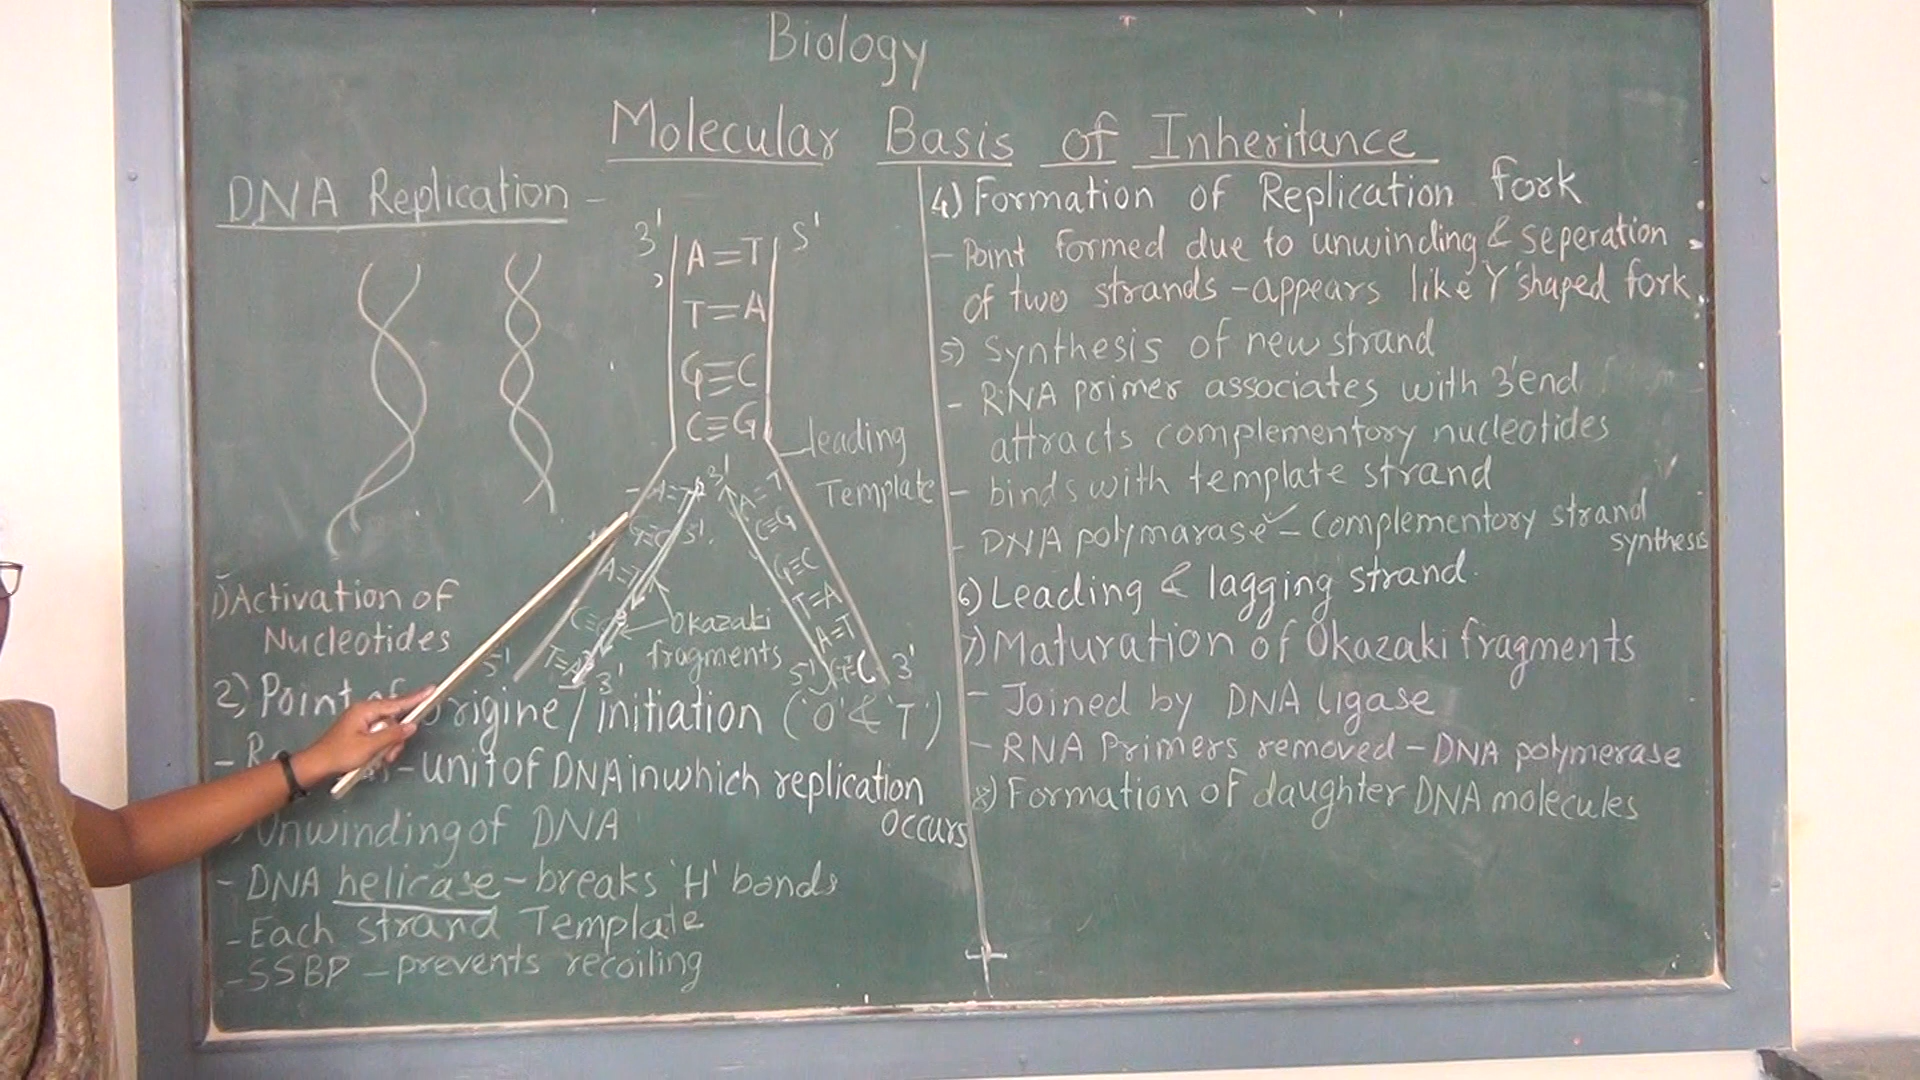 Biology
Molecular Basis of Inheritance
DNA Replication -
3' 5'
A=T
T=A
G≡C
C≡G
leading
Template
3'
A=T
A=T
C≡G
G≡C 5'
G≡C
A=T
T=A
A=T
Okazaki
fragments
5' T=A 3'
5' G≡C 3'
1) Activation of
Nucleotides
2) Point of Origine / initiation ('O' & 'T')
- unit of DNA in which replication
occurs
Unwinding of DNA
- DNA helicase - breaks 'H' bonds
- Each strand Template
- SSBP - prevents recoiling
4) Formation of Replication fork
- Point formed due to unwinding & seperation
of two strands - appears like 'Y' shaped fork
5) Synthesis of new strand
- RNA primer associates with 3'end
attracts complementory nucleotides
- binds with template strand
- DNA polymarase - Complementory strand
synthesis
6) Leading & lagging strand.
7) Maturation of Okazaki fragments
- Joined by DNA ligase
- RNA Primers removed - DNA polymerase
8) Formation of daughter DNA molecules